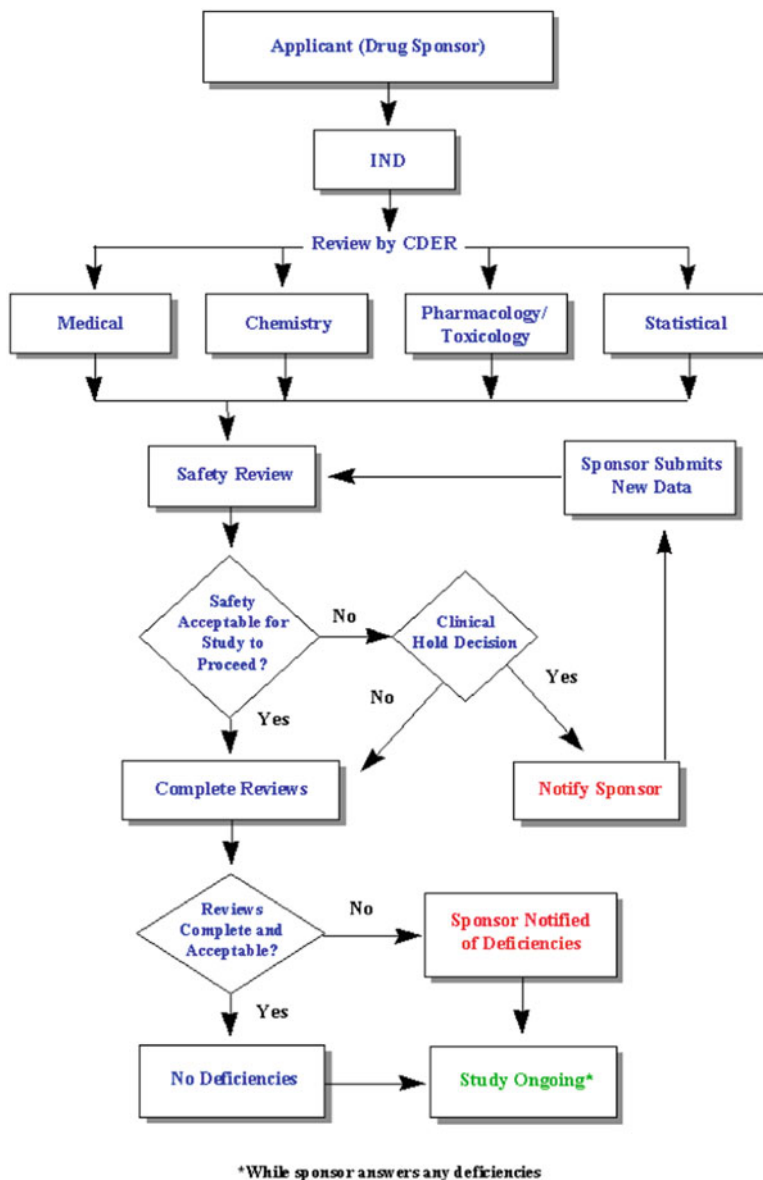 Applicant (Drug Sponsor)
IND
Review by CDER
Medical
Chemistry
Pharmacology/
Toxicology
Statistical
Safety Review
Sponsor Submits
New Data
Safety
Acceptable for
Study to
Proceed?
No
Clinical
Hold Decision
Yes
No
Yes
Complete Reviews
Notify Sponsor
Reviews
Complete and
Acceptable?
No
Sponsor Notified
of Deficiencies
Yes
No Deficiencies
Study Ongoing*
*While sponsor answers any deficiencies